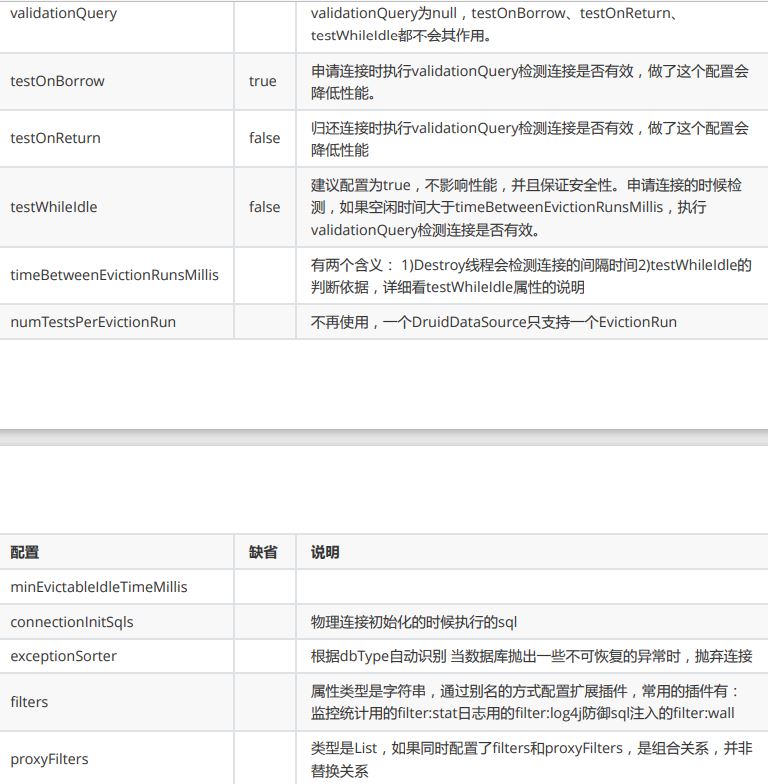 validationQuery
validationQuery为null，testOnBorrow、testOnReturn、
testWhileIdle都不会其作用。
testOnBorrow
true
申请连接时执行validationQuery检测连接是否有效，做了这个配置会
降低性能。
testOnReturn
false
归还连接时执行validationQuery检测连接是否有效，做了这个配置会
降低性能
testWhileIdle
false
建议配置为true，不影响性能，并且保证安全性。申请连接的时候检
测，如果空闲时间大于timeBetweenEvictionRunsMillis，执行
validationQuery检测连接是否有效。
timeBetweenEvictionRunsMillis
有两个含义： 1)Destroy线程会检测连接的间隔时间2)testWhileIdle的
判断依据，详细看testWhileIdle属性的说明
numTestsPerEvictionRun
不再使用，一个DruidDataSource只支持一个EvictionRun
配置
缺省
说明
minEvictableIdleTimeMillis
connectionInitSqls
物理连接初始化的时候执行的sql
exceptionSorter
根据dbType自动识别 当数据库抛出一些不可恢复的异常时，抛弃连接
filters
属性类型是字符串，通过别名的方式配置扩展插件，常用的插件有：
监控统计用的filter:stat日志用的filter:log4j防御sql注入的filter:wall
proxyFilters
类型是List，如果同时配置了filters和proxyFilters，是组合关系，并非
替换关系